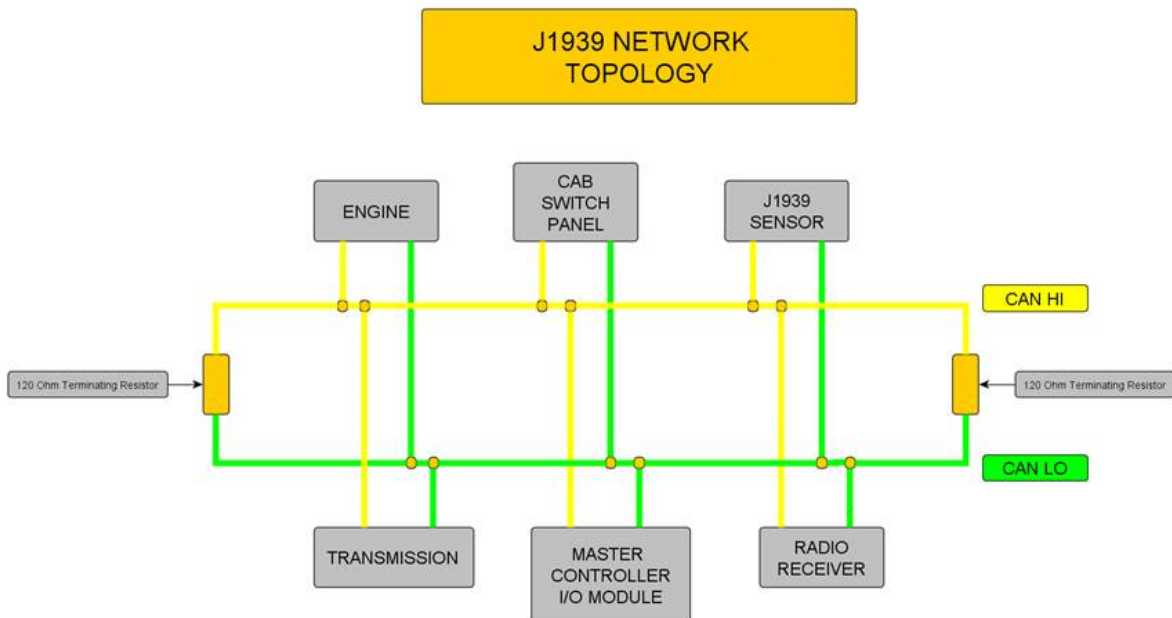 J1939 NETWORK
TOPOLOGY
ENGINE
CAB
SWITCH
PANEL
J1939
SENSOR
CAN HI
120 Ohm Terminating Resistor
120 Ohm Terminating Resistor
CAN LO
TRANSMISSION
MASTER
CONTROLLER
I/O MODULE
RADIO
RECEIVER